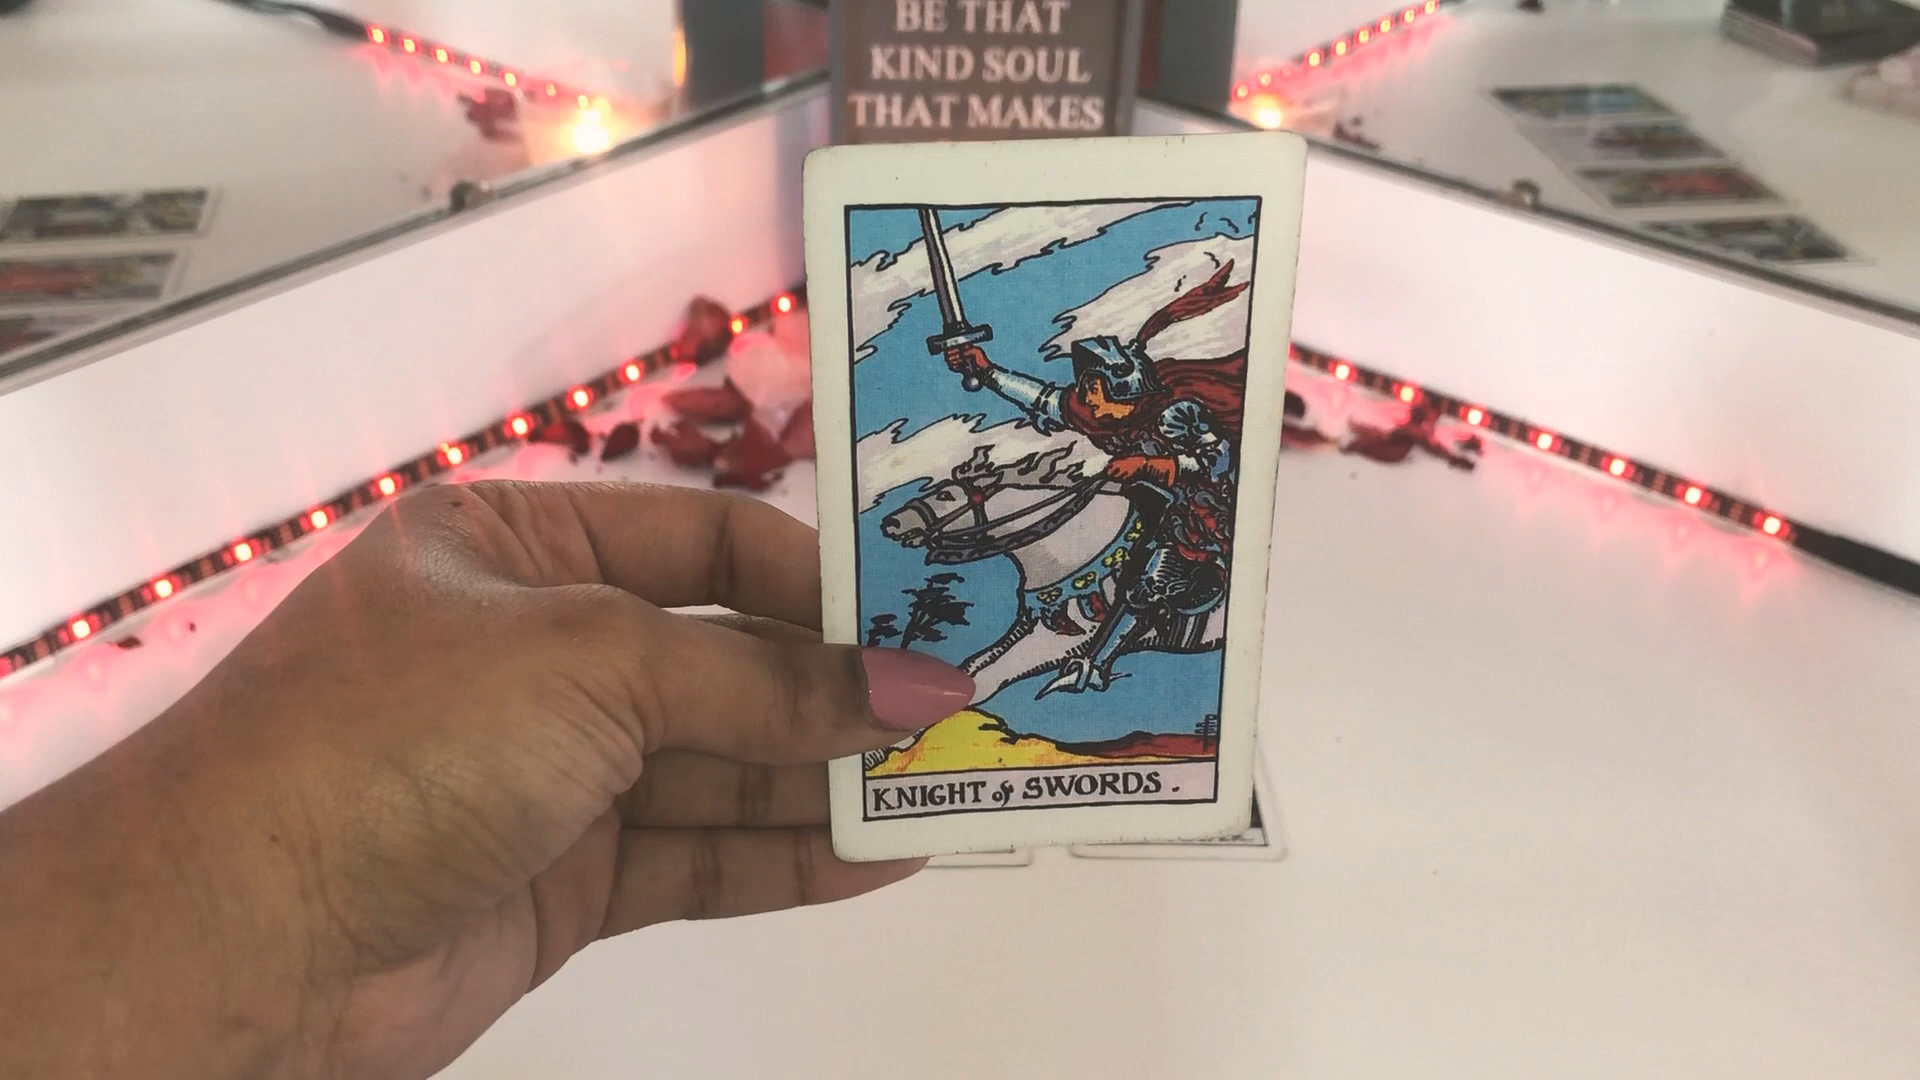 BE THAT
KIND SOUL
THAT MAKES
KNIGHT of SWORDS.